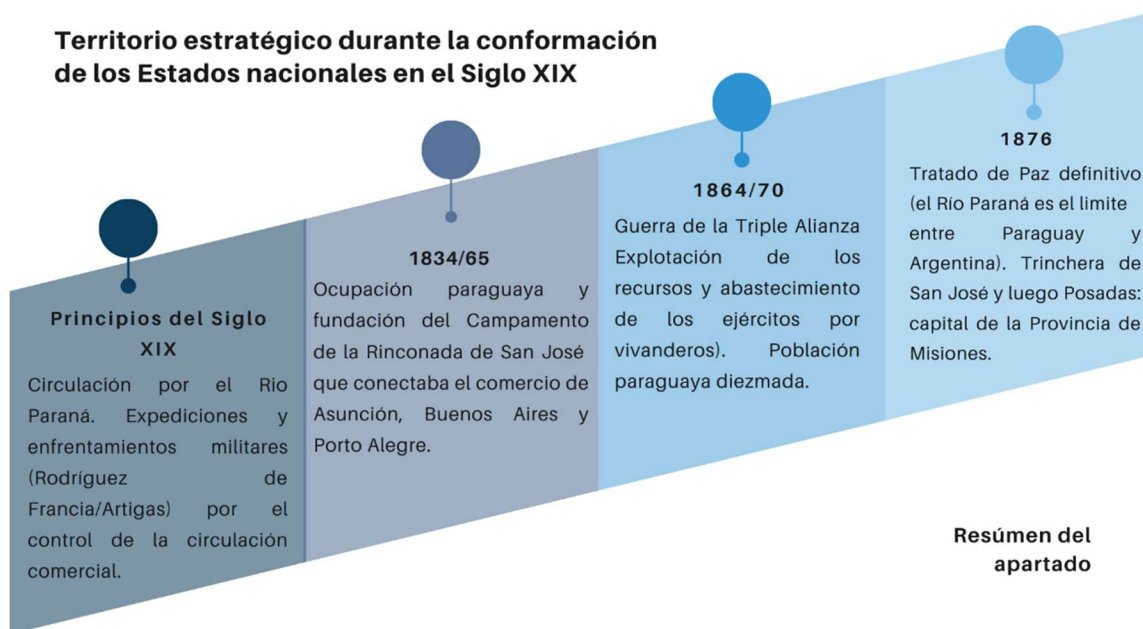 Territorio estratégico durante la conformación
de los Estados nacionales en el Siglo XIX
Principios del Siglo
XIX
Circulación por el Rio
Paraná. Expediciones y
enfrentamientos militares
(Rodríguez de
Francia/Artigas) por el
control de la circulación
comercial.
1834/65
Ocupación paraguaya y
fundación del Campamento
de la Rinconada de San José
que conectaba el comercio de
Asunción, Buenos Aires y
Porto Alegre.
1864/70
Guerra de la Triple Alianza
Explotación de los
recursos y abastecimiento
de los ejércitos por
vivanderos). Población
paraguaya diezmada.
1876
Tratado de Paz definitivo
(el Río Paraná es el limite
entre Paraguay y
Argentina). Trinchera de
San José y luego Posadas:
capital de la Provincia de
Misiones.
Resúmen del
apartado